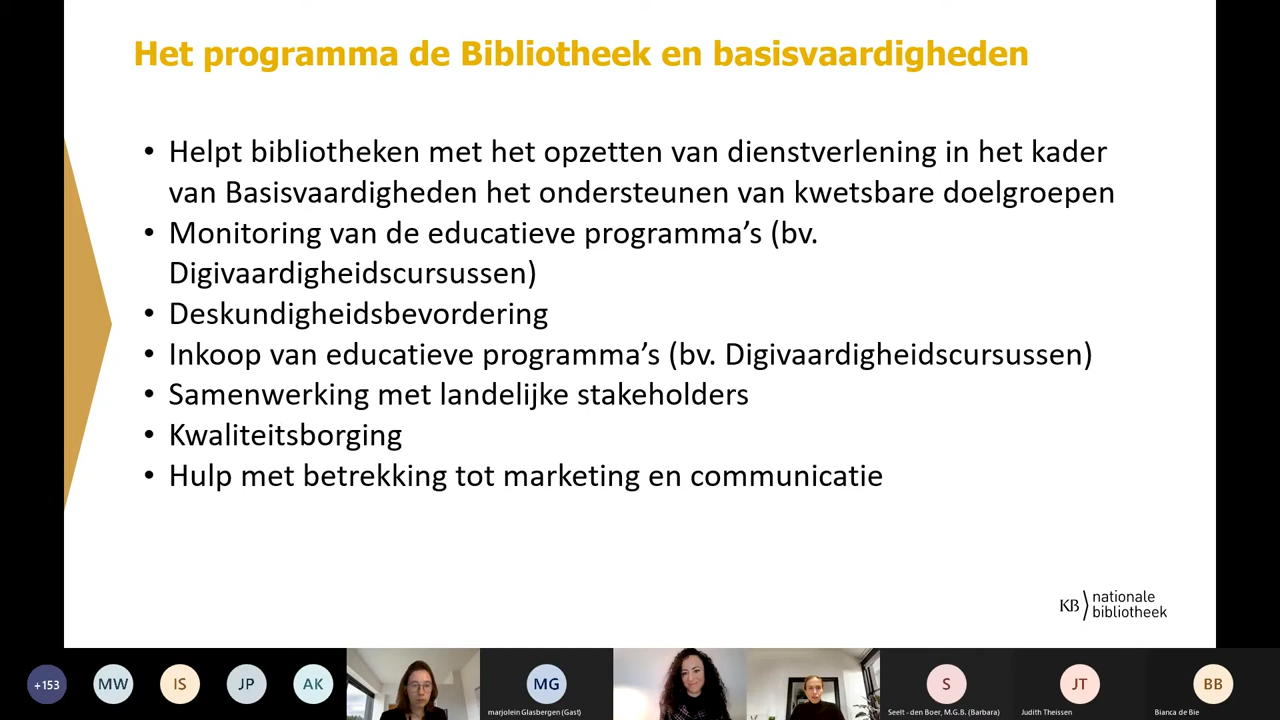 Het programma de Bibliotheek en basisvaardigheden
• Helpt bibliotheken met het opzetten van dienstverlening in het kader
van Basisvaardigheden het ondersteunen van kwetsbare doelgroepen
• Monitoring van de educatieve programma’s (bv.
Digivaardigheidscursussen)
• Deskundigheidsbevordering
• Inkoop van educatieve programma’s (bv. Digivaardigheidscursussen)
• Samenwerking met landelijke stakeholders
• Kwaliteitsborging
• Hulp met betrekking tot marketing en communicatie
KB nationale
bibliotheek
+153 MW IS JP AK MG S JT BB
marjolein Glasbergen (Gast) Seelt - den Boer, M.G.B. (Barbara) Judith Theissen Bianca de Bie